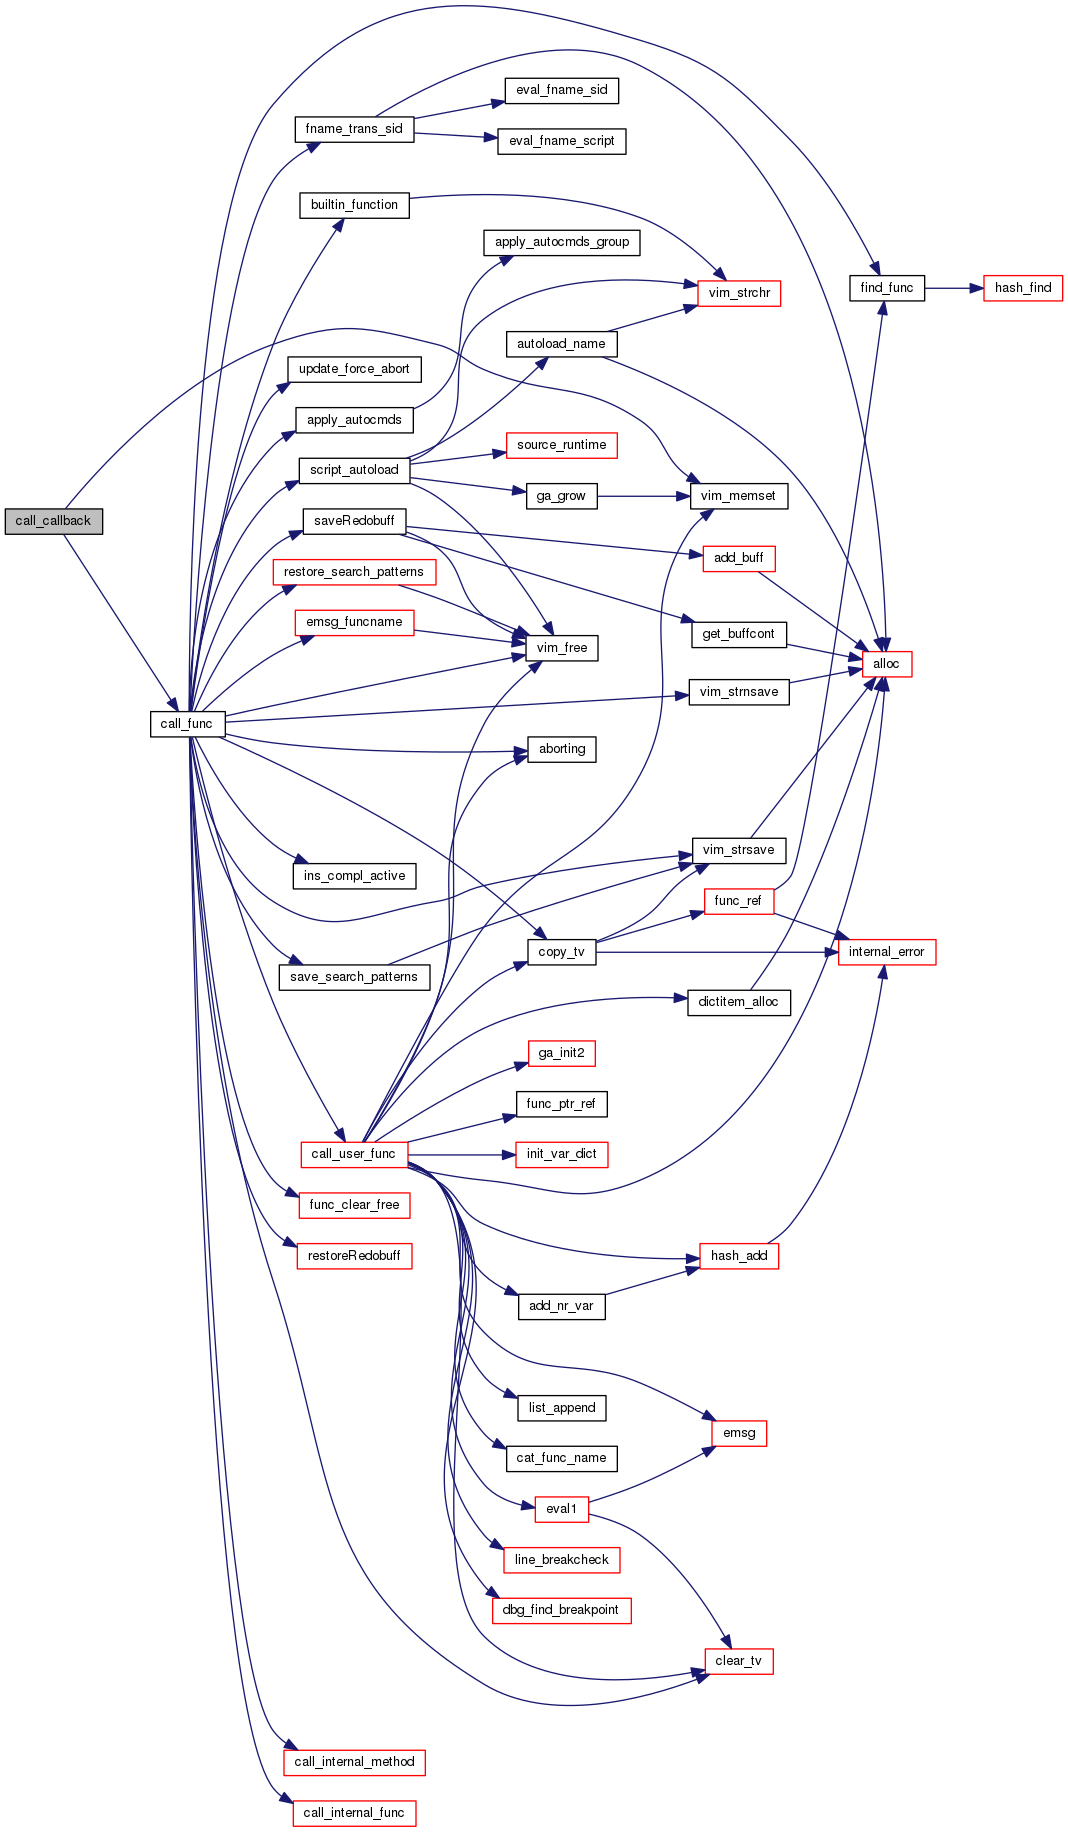 eval_fname_sid
fname_trans_sid
eval_fname_script
builtin_function
apply_autocmds_group
find_func
hash_find
vim_strchr
autoload_name
update_force_abort
apply_autocmds
source_runtime
script_autoload
ga_grow
vim_memset
call_callback
saveRedobuff
add_buff
restore_search_patterns
emsg_funcname
get_buffcont
vim_free
alloc
vim_strnsave
call_func
aborting
vim_strsave
ins_compl_active
func_ref
copy_tv
internal_error
save_search_patterns
dictitem_alloc
ga_init2
func_ptr_ref
call_user_func
init_var_dict
func_clear_free
restoreRedobuff
hash_add
add_nr_var
list_append
emsg
cat_func_name
eval1
line_breakcheck
dbg_find_breakpoint
clear_tv
call_internal_method
call_internal_func